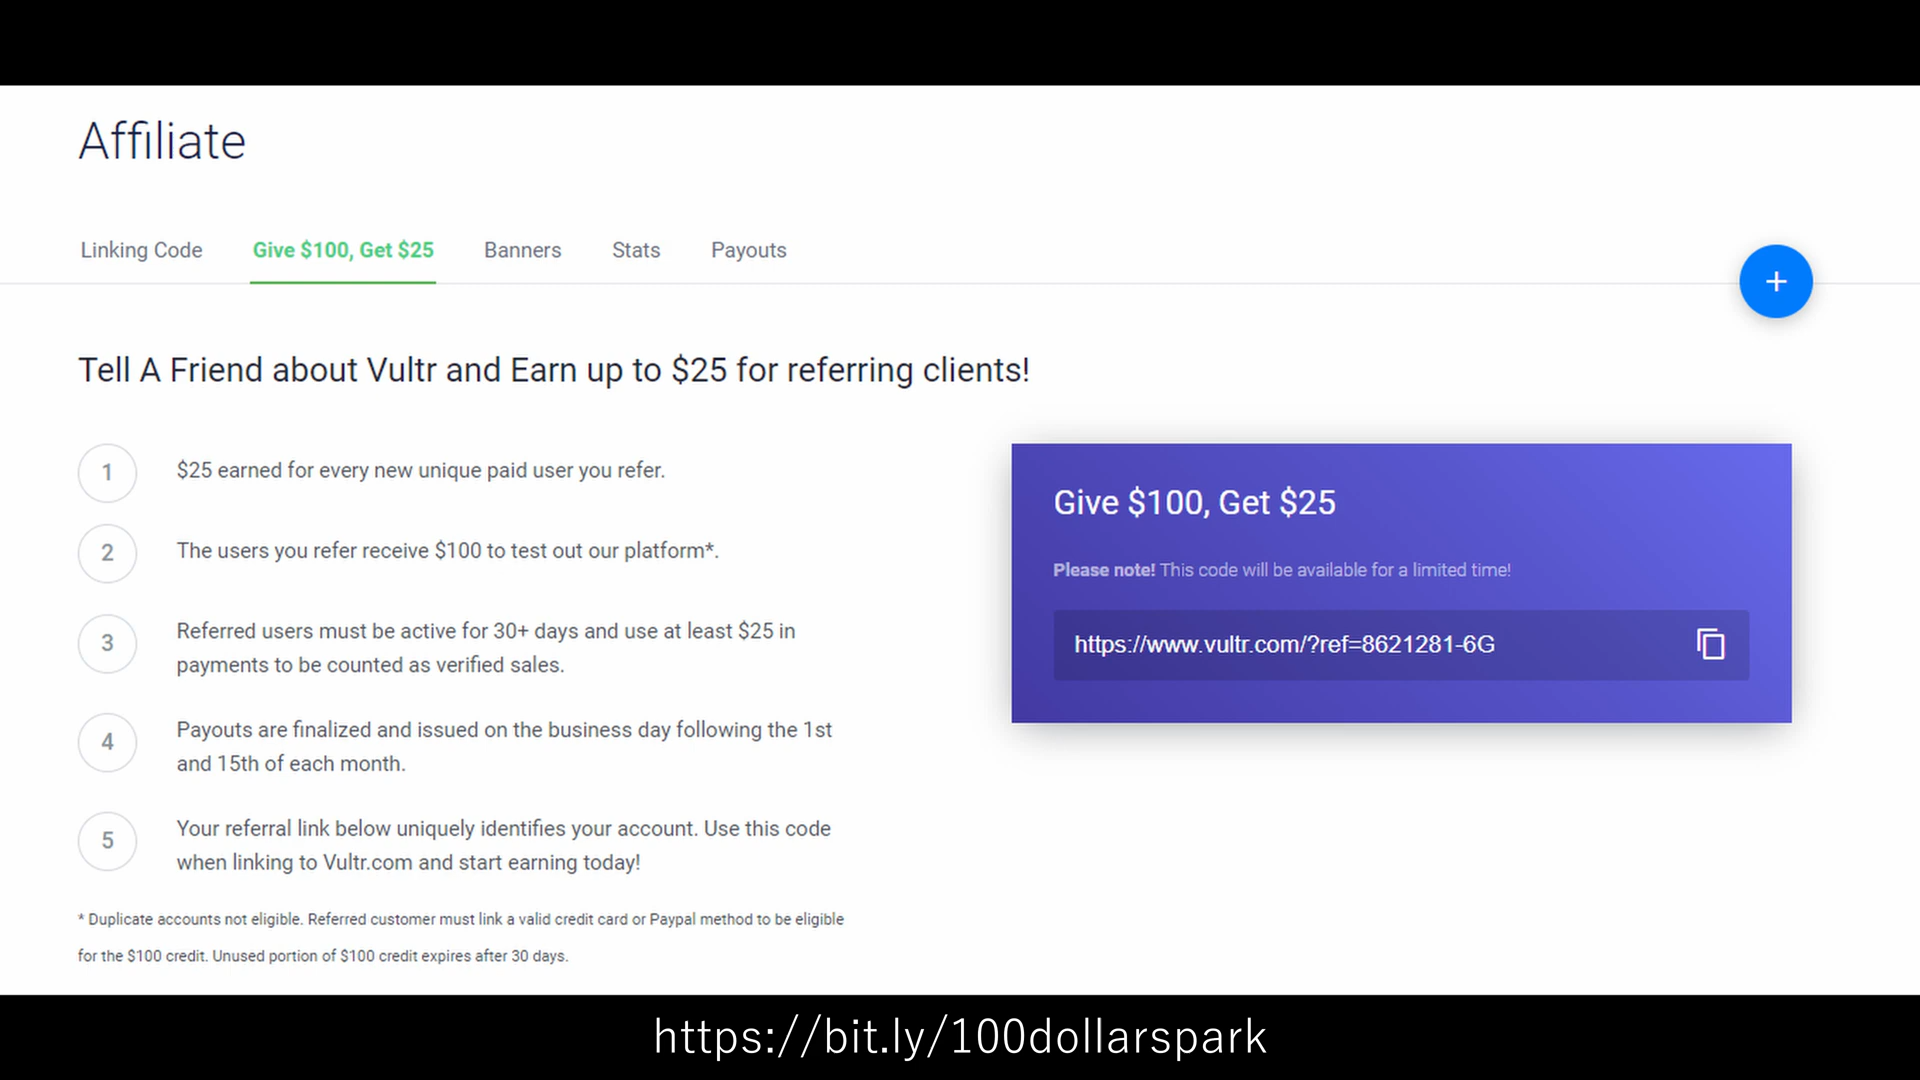 Affiliate
Linking Code
Give $100, Get $25
Banners
Stats
Payouts
+
Tell A Friend about Vultr and Earn up to $25 for referring clients!
1
$25 earned for every new unique paid user you refer.
2
The users you refer receive $100 to test out our platform*.
3
Referred users must be active for 30+ days and use at least $25 in
payments to be counted as verified sales.
4
Payouts are finalized and issued on the business day following the 1st
and 15th of each month.
5
Your referral link below uniquely identifies your account. Use this code
when linking to Vultr.com and start earning today!
* Duplicate accounts not eligible. Referred customer must link a valid credit card or Paypal method to be eligible
for the $100 credit. Unused portion of $100 credit expires after 30 days.
Give $100, Get $25
Please note! This code will be available for a limited time!
https://www.vultr.com/?ref=8621281-6G
https://bit.ly/100dollarspark